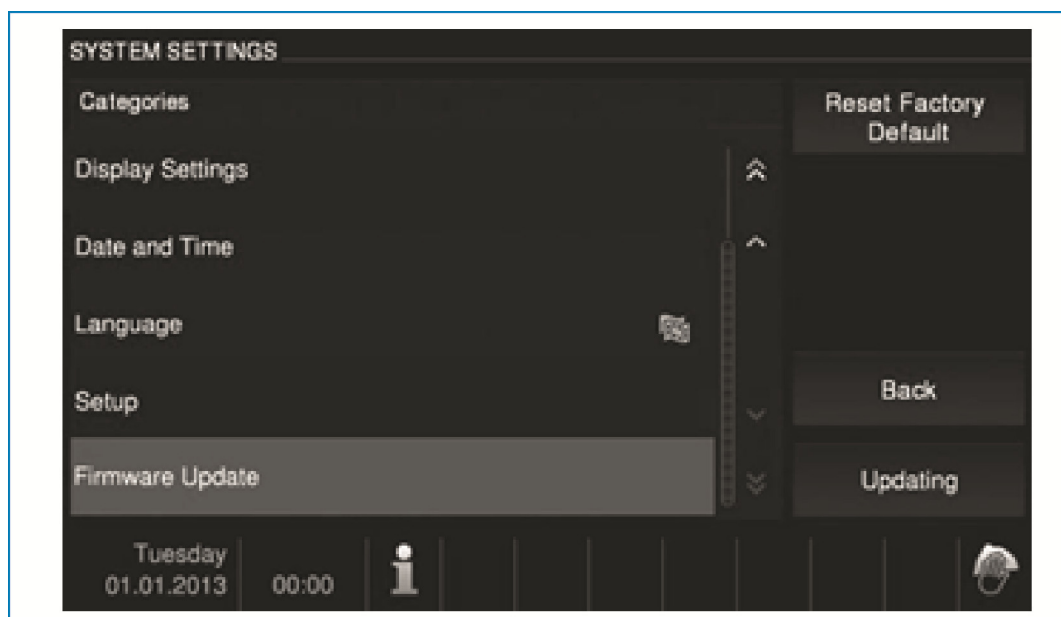 SYSTEM SETTINGS
Categories
Reset Factory
Default
Display Settings
Date and Time
Language
Setup
Back
Firmware Update
Updating
Tuesday
01.01.2013
00:00